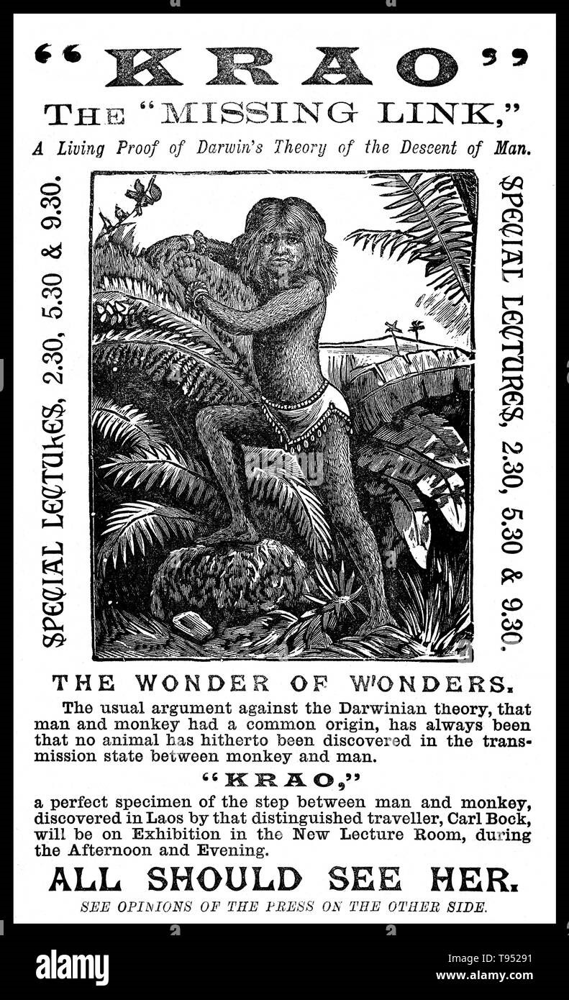 “KRAO”
THE “MISSING LINK,”
A Living Proof of Darwin's Theory of the Descent of Man.
SPECIAL LECTURES, 2.30, 5.30 & 9.30.
SPECIAL LECTURES, 2.30, 5.30 & 9.30.
THE WONDER OF WONDERS.
The usual argument against the Darwinian theory, that
man and monkey had a common origin, has always been
that no animal has hitherto been discovered in the trans-
mission state between monkey and man.
“KRAO,”
a perfect specimen of the step between man and monkey,
discovered in Laos by that distinguished traveller, Carl Bock,
will be on Exhibition in the New Lecture Room, during
the Afternoon and Evening.
ALL SHOULD SEE HER.
SEE OPINIONS OF THE PRESS ON THE OTHER SIDE.
a
a
a
a
alamy
a
a
alamy
Image ID: T95291
www.alamy.com